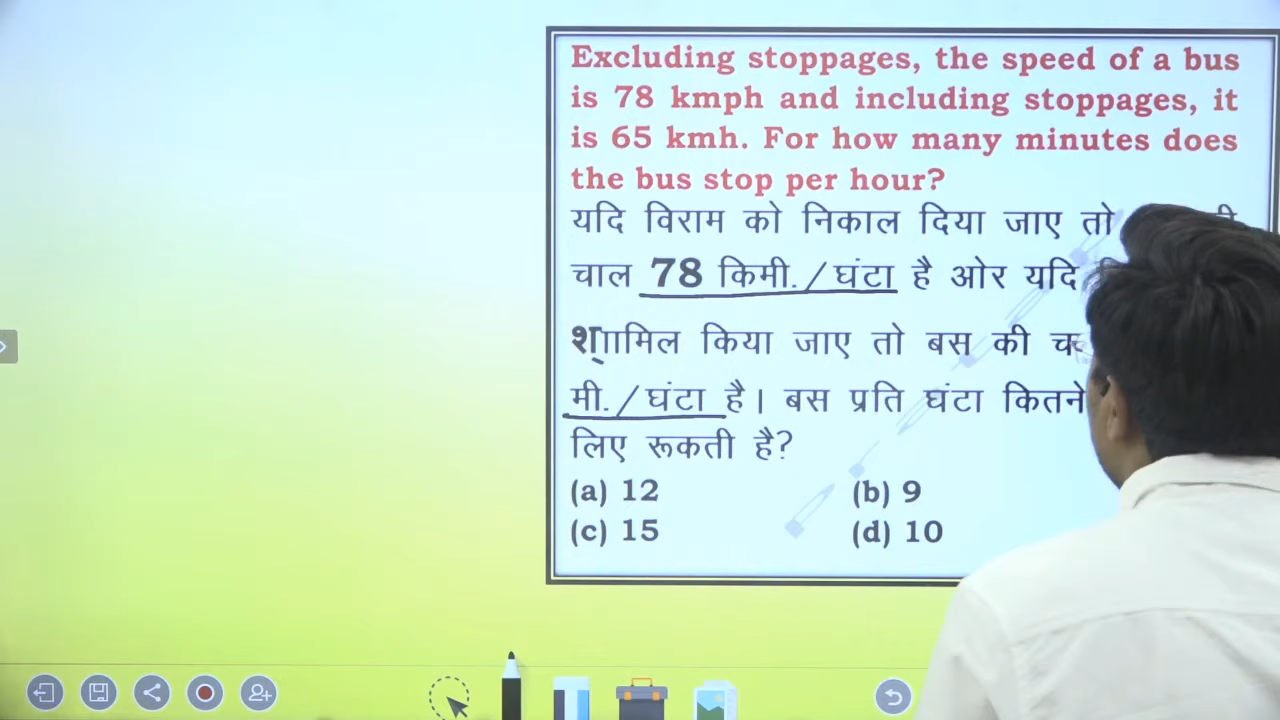 Excluding stoppages, the speed of a bus
is 78 kmph and including stoppages, it
is 65 kmh. For how many minutes does
the bus stop per hour?
यदि विराम को निकाल दिया जाए तो
चाल 78 किमी./घंटा है ओर यदि
शामिल किया जाए तो बस की
मी./घंटा है। बस प्रति घंटा कितने
लिए रूकती है?
(a) 12 (b) 9
(c) 15 (d) 10